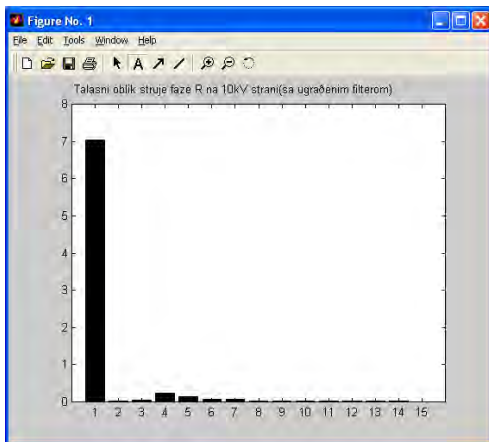 Figure No. 1
File Edit Tools Window Help
Talasni oblik struje faze R na 10kV strani(sa ugrađenim filterom)
8
7
6
5
4
3
2
1
0
1 2 3 4 5 6 7 8 9 10 11 12 13 14 15